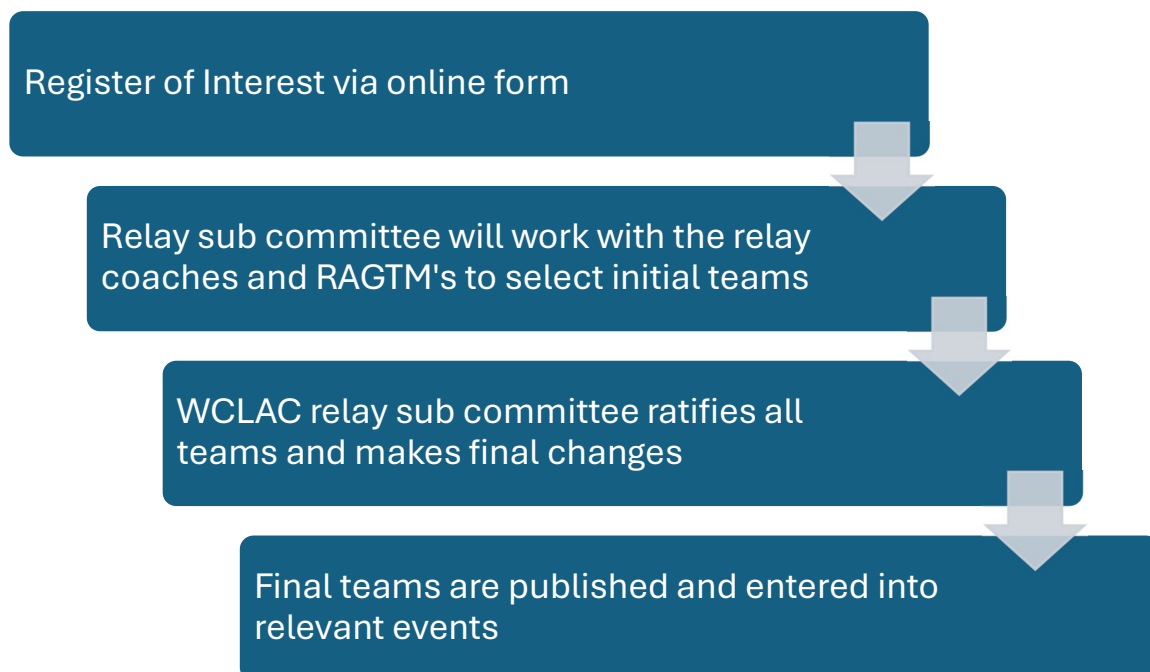 Register of Interest via online form
Relay sub committee will work with the relay
coaches and RAGTM's to select initial teams
WCLAC relay sub committee ratifies all
teams and makes final changes
Final teams are published and entered into
relevant events